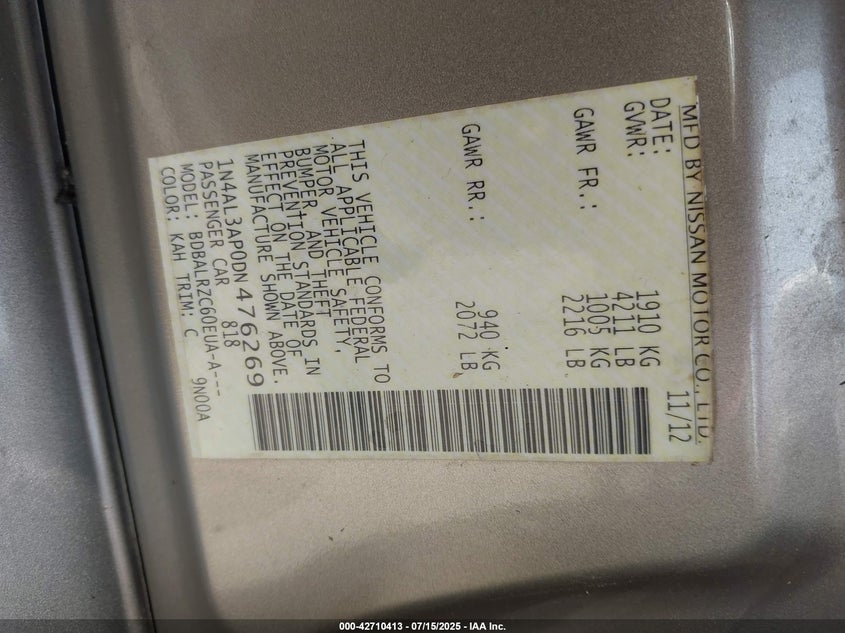 MFD BY NISSAN MOTOR CO., LTD.
DATE: 11/12
GVWR: 1910 KG
4211 LB
GAWR FR.: 1005 KG
2216 LB
GAWR RR.: 940 KG
2072 LB
THIS VEHICLE CONFORMS TO
ALL APPLICABLE FEDERAL
MOTOR VEHICLE SAFETY,
BUMPER, AND THEFT
PREVENTION STANDARDS IN
EFFECT ON THE DATE OF
MANUFACTURE SHOWN ABOVE.
1N4AL3AP0DN476269
PASSENGER CAR 818
MODEL: BDBALRZC60EUA-A---
COLOR: KAH TRIM: C 9N00A
000-42710413 - 07/15/2025 - IAA Inc.